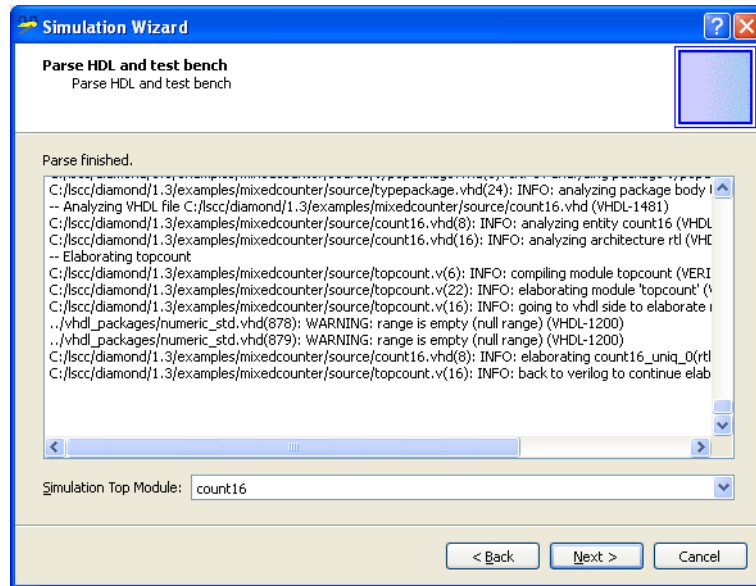 Simulation Wizard
Parse HDL and test bench
Parse HDL and test bench
Parse finished.
C:/lscc/diamond/1.3/examples/mixedcounter/source/typepackage.vhd(24): INFO: analyzing package body
-- Analyzing VHDL file C:/lscc/diamond/1.3/examples/mixedcounter/source/count16.vhd (VHDL-1481)
C:/lscc/diamond/1.3/examples/mixedcounter/source/count16.vhd(8): INFO: analyzing entity count16 (VHDL
C:/lscc/diamond/1.3/examples/mixedcounter/source/count16.vhd(16): INFO: analyzing architecture rtl (VHD
-- Elaborating topcount
C:/lscc/diamond/1.3/examples/mixedcounter/source/topcount.v(6): INFO: compiling module topcount (VERI
C:/lscc/diamond/1.3/examples/mixedcounter/source/topcount.v(22): INFO: elaborating module 'topcount'
C:/lscc/diamond/1.3/examples/mixedcounter/source/topcount.v(16): INFO: going to vhdl side to elaborate
../vhdl_packages/numeric_std.vhd(878): WARNING: range is empty (null range) (VHDL-1200)
../vhdl_packages/numeric_std.vhd(879): WARNING: range is empty (null range) (VHDL-1200)
C:/lscc/diamond/1.3/examples/mixedcounter/source/count16.vhd(8): INFO: elaborating count16_uniq_0(rtl
C:/lscc/diamond/1.3/examples/mixedcounter/source/topcount.v(16): INFO: back to verilog to continue elab
Simulation Top Module: count16
< Back Next > Cancel